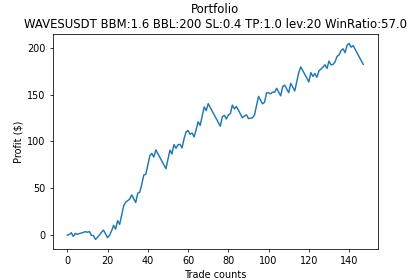 Portfolio
WAVESUSDT BBM:1.6 BBL:200 SL:0.4 TP:1.0 lev:20 WinRatio:57.0
200
150
100
50
0
Profit ($)
0 20 40 60 80 100 120 140
Trade counts